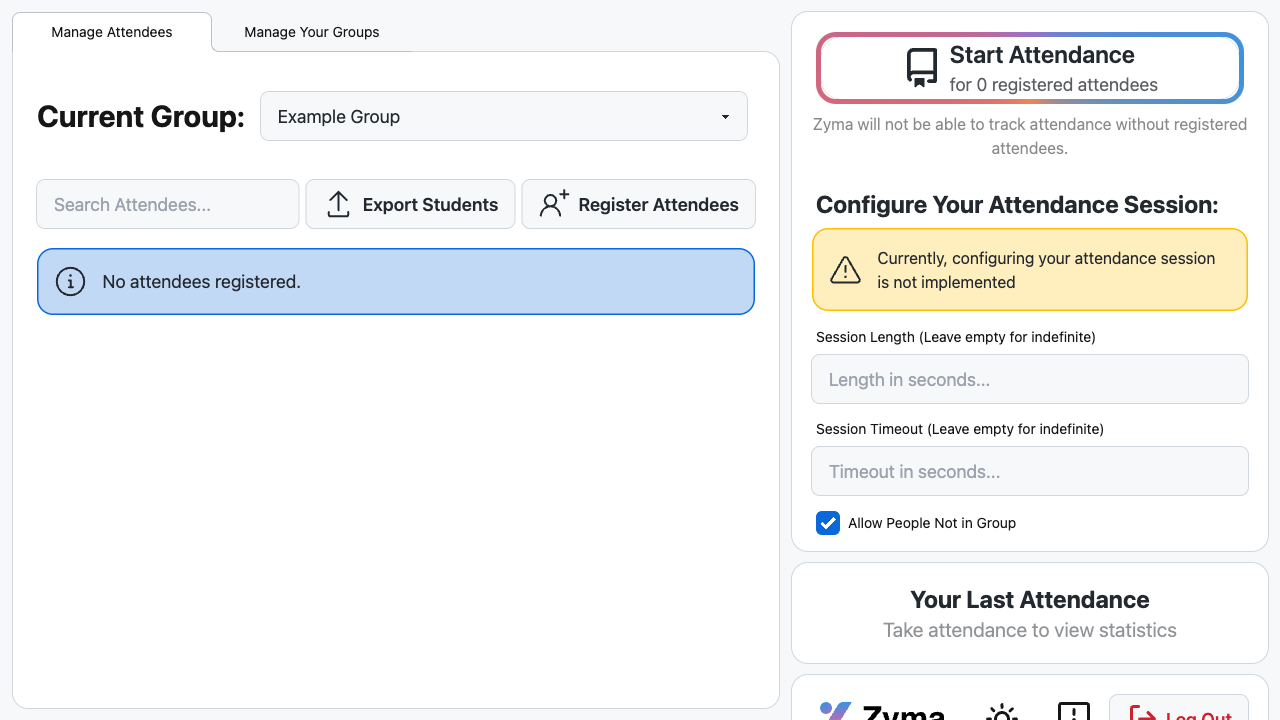 Manage Attendees
Manage Your Groups
Current Group:
Example Group
Search Attendees...
Export Students
Register Attendees
No attendees registered.
Start Attendance
for 0 registered attendees
Zyma will not be able to track attendance without registered
attendees.
Configure Your Attendance Session:
Currently, configuring your attendance session
is not implemented
Session Length (Leave empty for indefinite)
Length in seconds...
Session Timeout (Leave empty for indefinite)
Timeout in seconds...
Allow People Not in Group
Your Last Attendance
Take attendance to view statistics
Zyma
Log Out